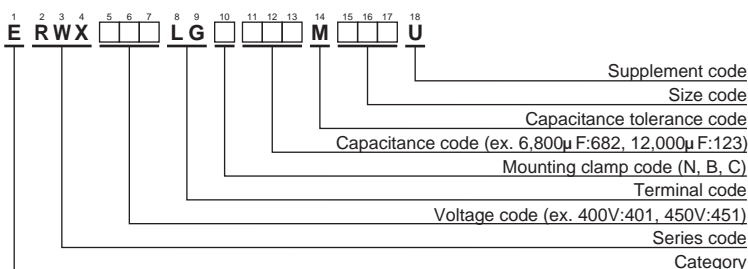 1 2 3 4 5 6 7 8 9 10 11 12 13 14 15 16 17 18
E RWX □□□ LG □ □□□ M □□□ U
Supplement code
Size code
Capacitance tolerance code
Capacitance code (ex. 6,800μF:682, 12,000μF:123)
Mounting clamp code (N, B, C)
Terminal code
Voltage code (ex. 400V:401, 450V:451)
Series code
Category